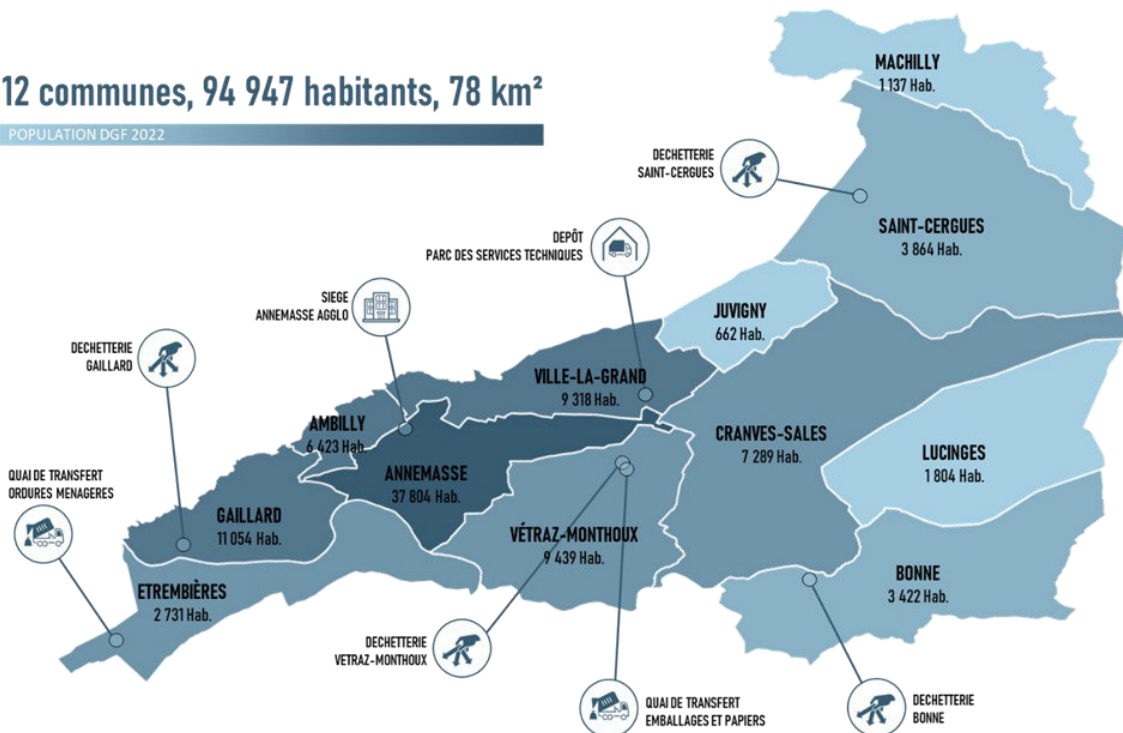 12 communes, 94 947 habitants, 78 km²
POPULATION DGF 2022
MACHILLY
1 137 Hab.
DECHETTERIE
SAINT-CERGUES
SAINT-CERGUES
3 864 Hab.
DEPÔT
PARC DES SERVICES TECHNIQUES
SIEGE
ANNEMASSE AGGLO
JUVIGNY
662 Hab.
DECHETTERIE
GAILLARD
VILLE-LA-GRAND
9 318 Hab.
AMBILLY
6 423 Hab.
CRANVES-SALES
7 289 Hab.
LUCINGES
1 804 Hab.
ANNEMASSE
37 804 Hab.
QUAI DE TRANSFERT
ORDURES MENAGERES
GAILLARD
11 054 Hab.
VÉTRAZ-MONTHOUX
9 439 Hab.
BONNE
3 422 Hab.
ETREMBIÈRES
2 731 Hab.
DECHETTERIE
VETRAZ-MONTHOUX
QUAI DE TRANSFERT
EMBALLAGES ET PAPIERS
DECHETTERIE
BONNE